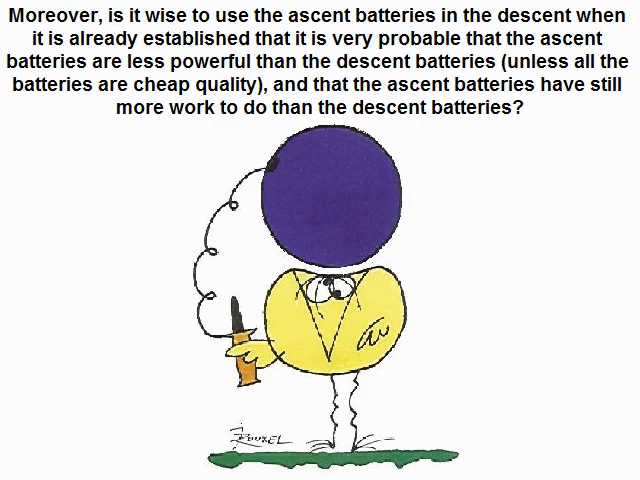 Moreover, is it wise to use the ascent batteries in the descent when
it is already established that it is very probable that the ascent
batteries are less powerful than the descent batteries (unless all the
batteries are cheap quality), and that the ascent batteries have still
more work to do than the descent batteries?
J. ROUXEL